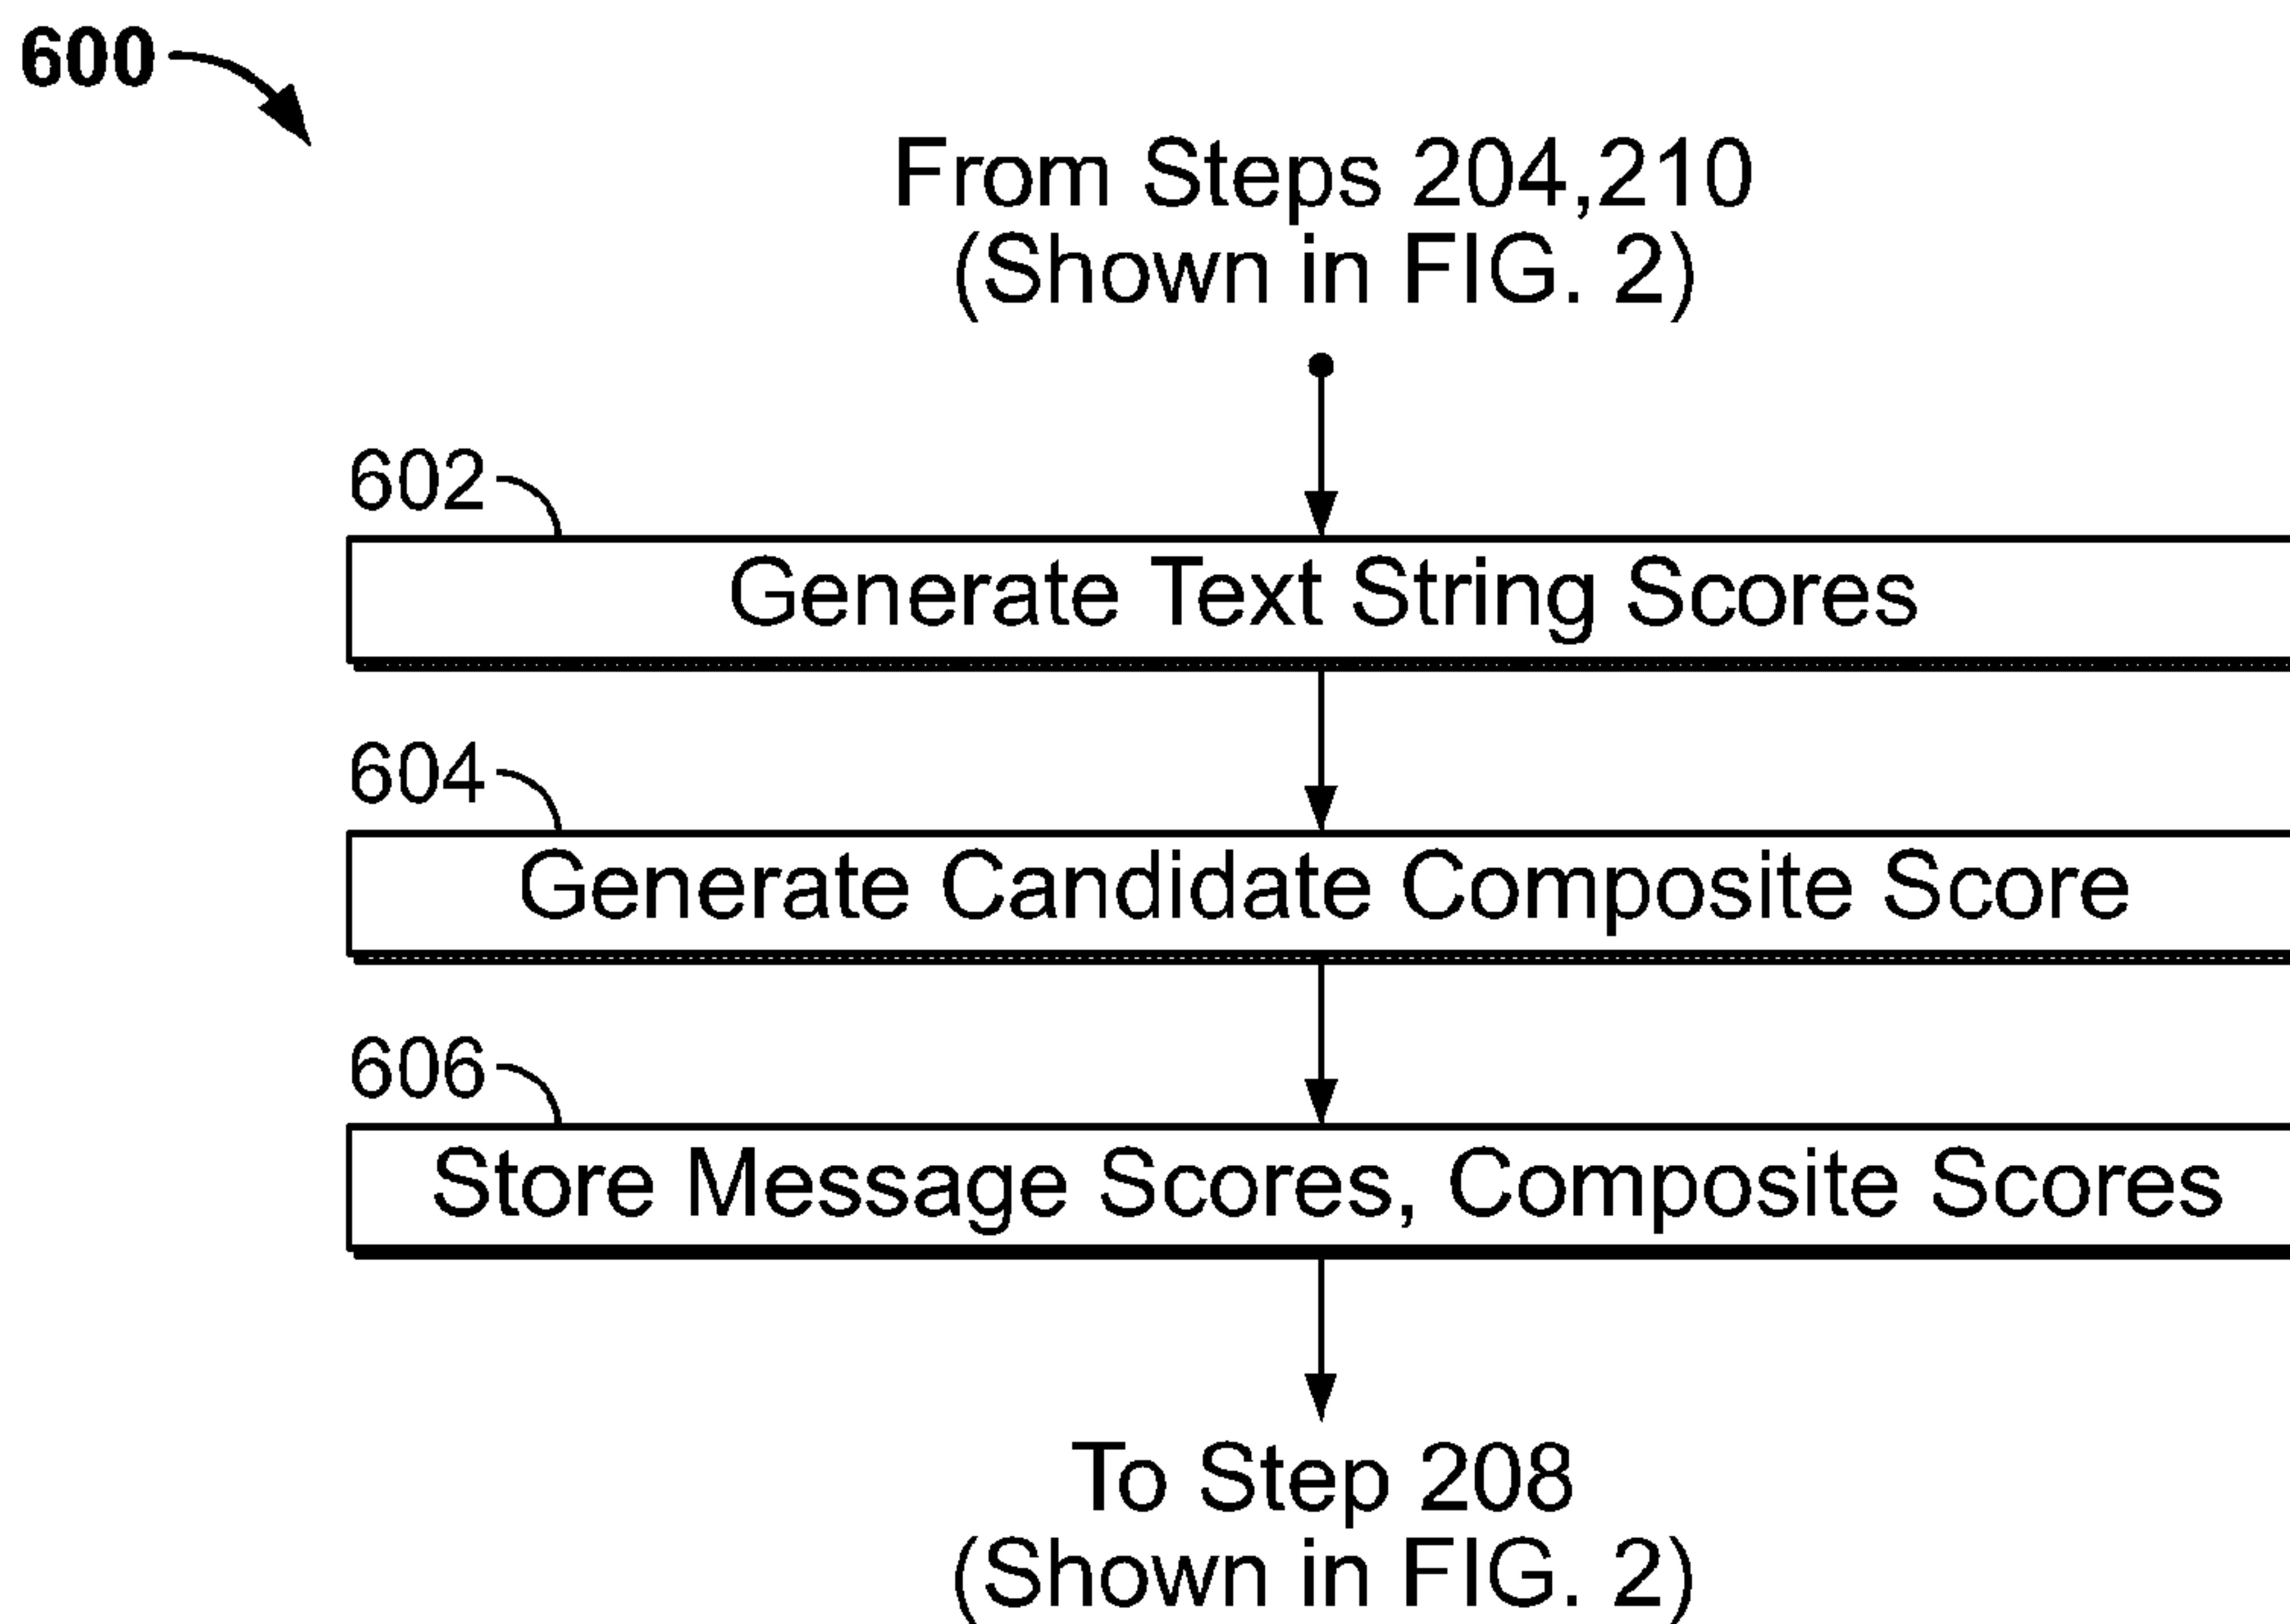 600
From Steps 204,210
(Shown in FIG. 2)
602
Generate Text String Scores
604
Generate Candidate Composite Score
606
Store Message Scores, Composite Scores
To Step 208
(Shown in FIG. 2)